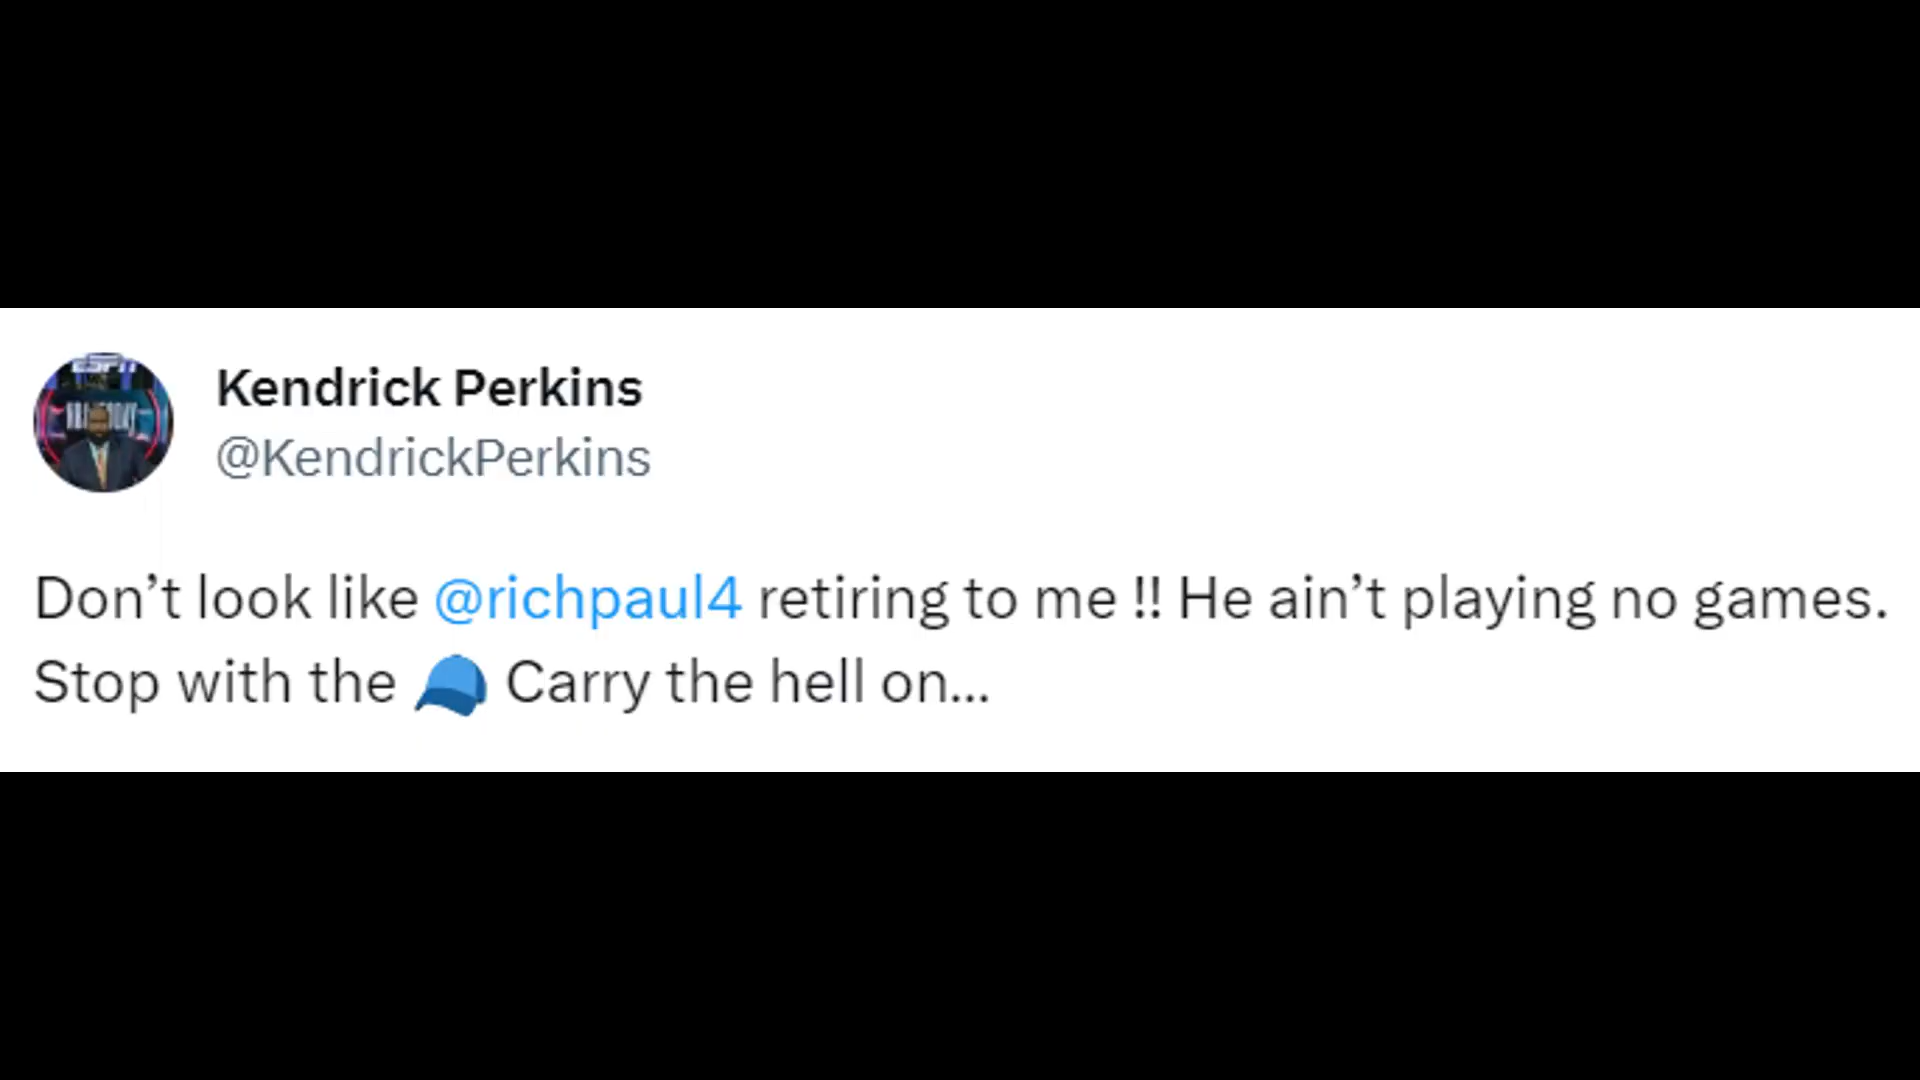 ESPN
Kendrick Perkins
@KendrickPerkins
Don’t look like @richpaul4 retiring to me !! He ain’t playing no games.
Stop with the 🧢 Carry the hell on...